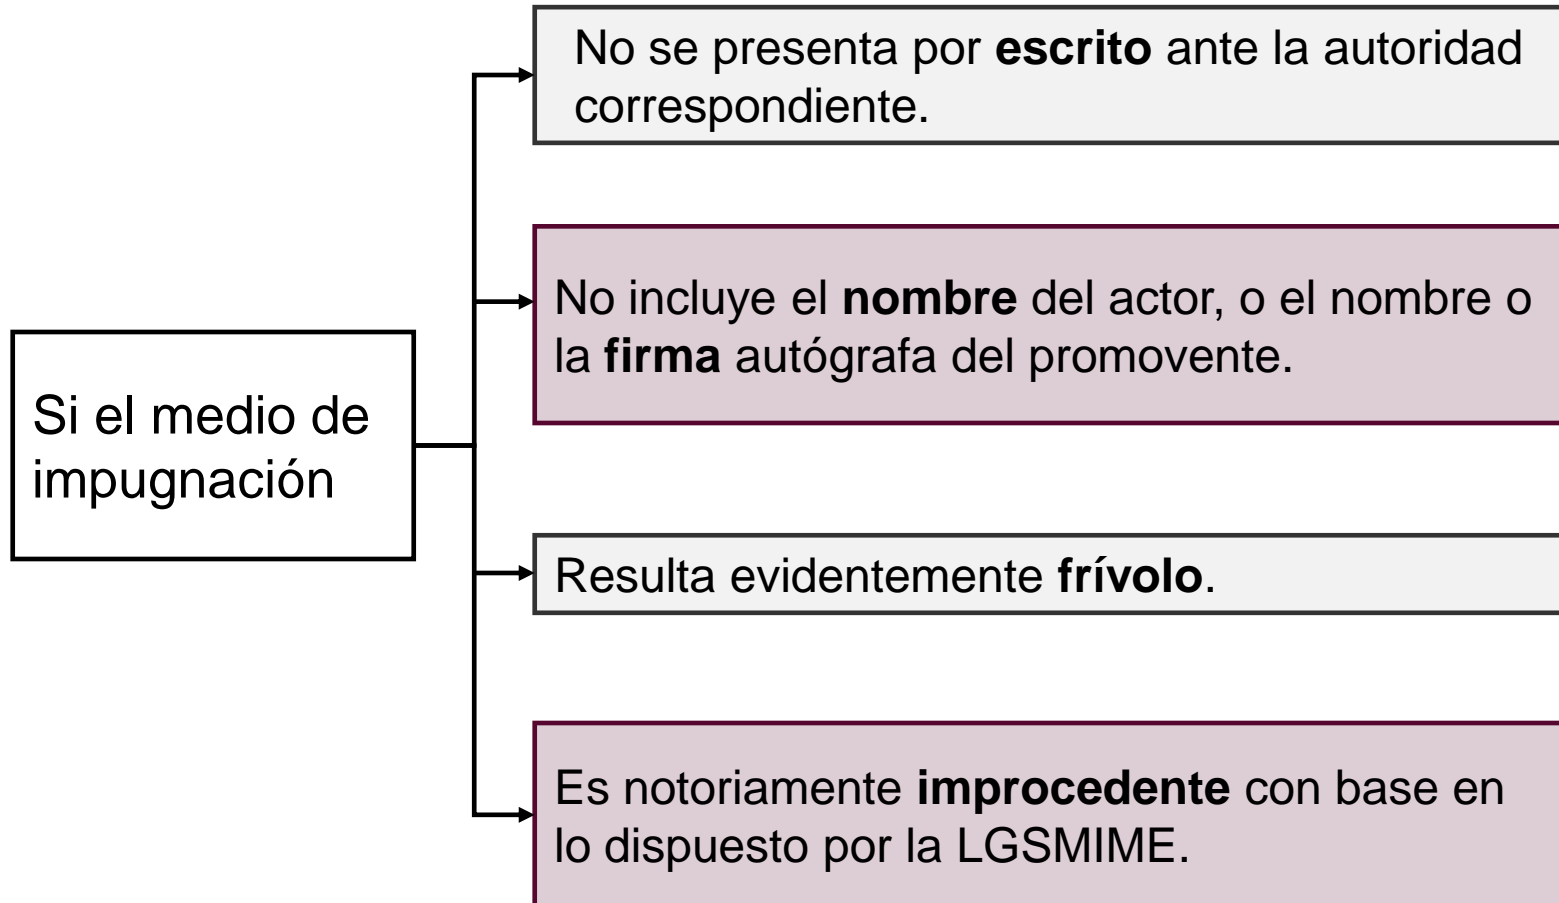 No se presenta por escrito ante la autoridad
correspondiente.
No incluye el nombre del actor, o el nombre o
la firma autógrafa del promovente.
Si el medio de
impugnación
Resulta evidentemente frívolo.
Es notoriamente improcedente con base en
lo dispuesto por la LGSMIME.